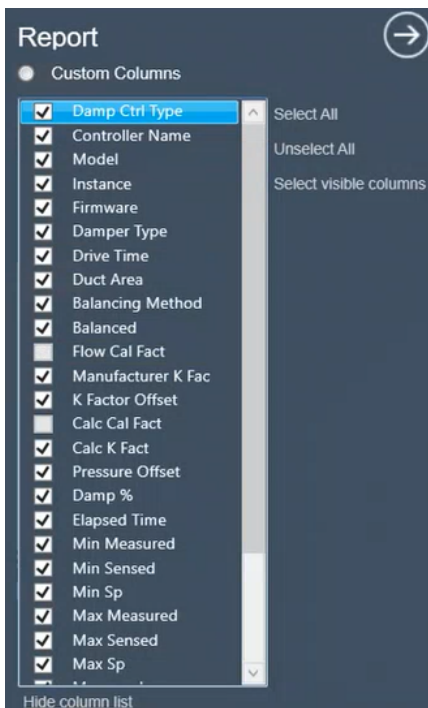 Report
Custom Columns
Damp Ctrl Type
Controller Name
Model
Instance
Firmware
Damper Type
Drive Time
Duct Area
Balancing Method
Balanced
Flow Cal Fact
Manufacturer K Fac
K Factor Offset
Calc Cal Fact
Calc K Fact
Pressure Offset
Damp %
Elapsed Time
Min Measured
Min Sensed
Min Sp
Max Measured
Max Sensed
Max Sp
Select All
Unselect All
Select visible columns
Hide column list